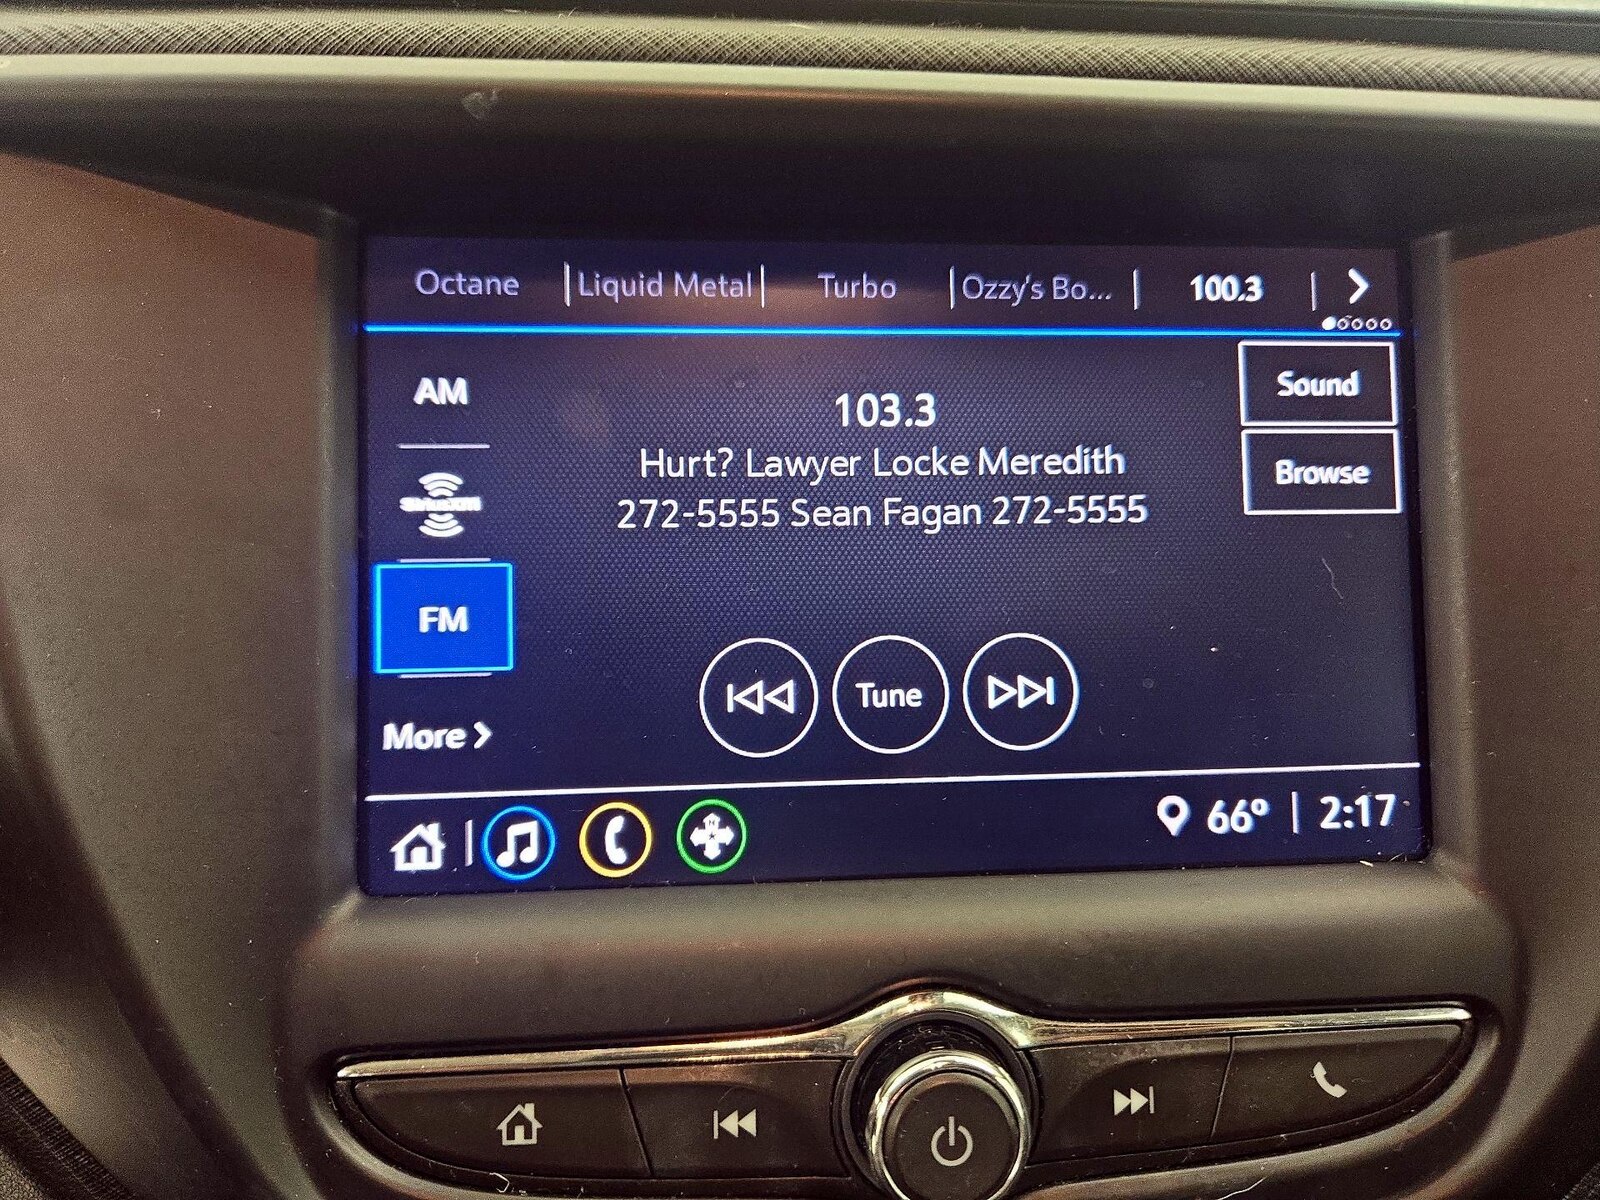 Octane
Liquid Metal
Turbo
Ozzy's Bo...
100.3
AM
SiriusXM
FM
More
103.3
Hurt? Lawyer Locke Meredith
272-5555 Sean Fagan 272-5555
Sound
Browse
Tune
66° | 2:17